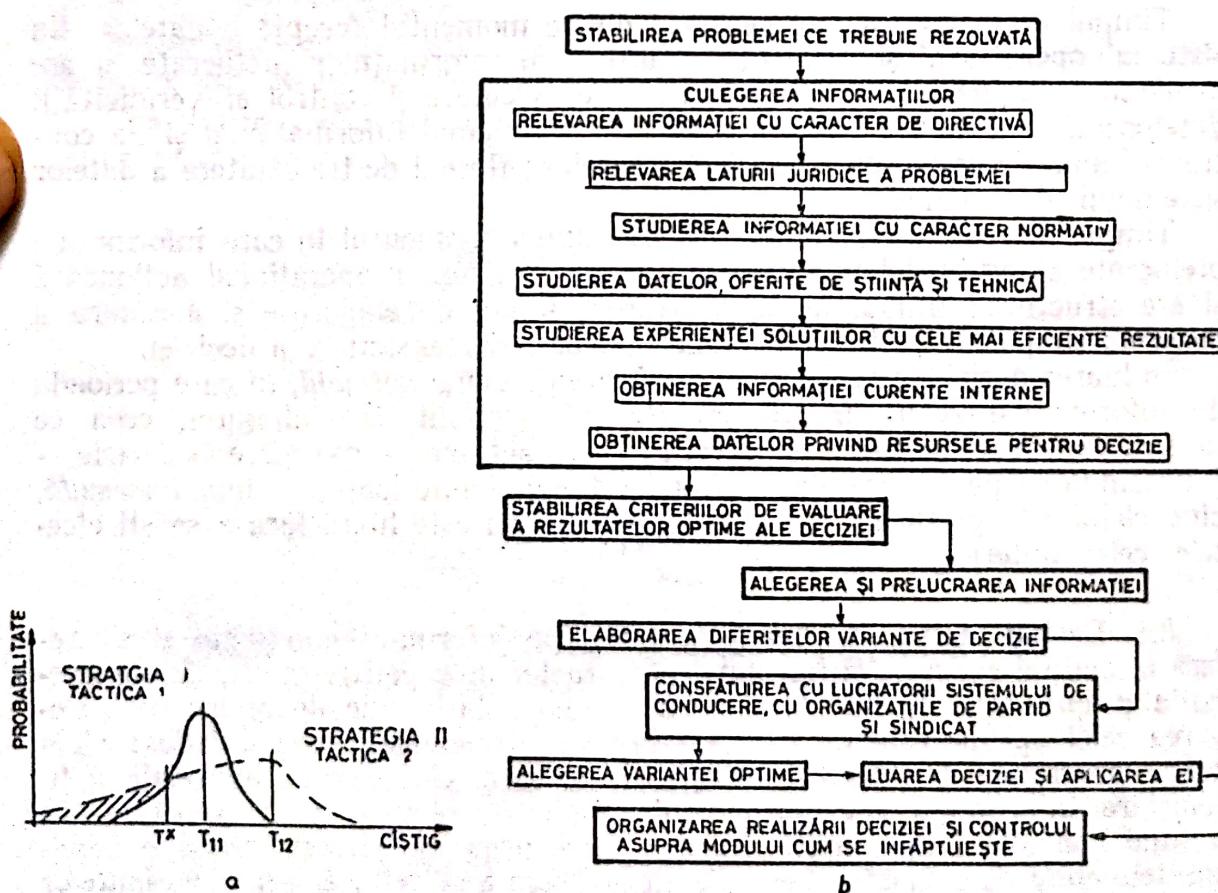 STABILIREA PROBLEMEI CE TREBUIE REZOLVATĂ
CULEGEREA INFORMAȚIILOR
RELEVAREA INFORMAȚIEI CU CARACTER DE DIRECTIVĂ
RELEVAREA LATURII JURIDICE A PROBLEMEI
STUDIEREA INFORMAȚIEI CU CARACTER NORMATIV
STUDIEREA DATELOR, OFERITE DE ȘTIINȚĂ ȘI TEHNICĂ
STUDIEREA EXPERIENȚEI SOLUȚIILOR CU CELE MAI EFICIENTE REZULTATE
OBȚINEREA INFORMAȚIEI CURENTE INTERNE
OBȚINEREA DATELOR PRIVIND RESURSELE PENTRU DECIZIE
STABILIREA CRITERIILOR DE EVALUARE
A REZULTATELOR OPTIME ALE DECIZIEI
ALEGEREA ȘI PRELUCRAREA INFORMAȚIEI
ELABORAREA DIFERITELOR VARIANTE DE DECIZIE
CONSFĂTUIREA CU LUCRATORII SISTEMULUI DE
CONDUCERE, CU ORGANIZAȚIILE DE PARTID
ȘI SINDICAT
ALEGEREA VARIANTEI OPTIME
LUAREA DECIZIEI ȘI APLICAREA EI
ORGANIZAREA REALIZĂRII DECIZIEI ȘI CONTROLUL
ASUPRA MODULUI CUM SE INFĂPTUIEȘTE
b
PROBABILITATE
STRATGIA I
TACTICA 1
STRATEGIA II
TACTICA 2
T* T11 T12 CÎȘTIG
a